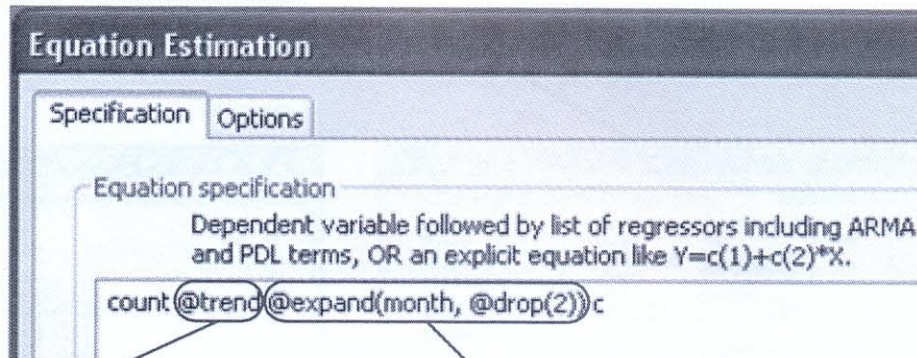 Equation Estimation
Specification Options
Equation specification
Dependent variable followed by list of regressors including ARMA
and PDL terms, OR an explicit equation like Y=c(1)+c(2)*X.
count @trend @expand(month, @drop(2)) c